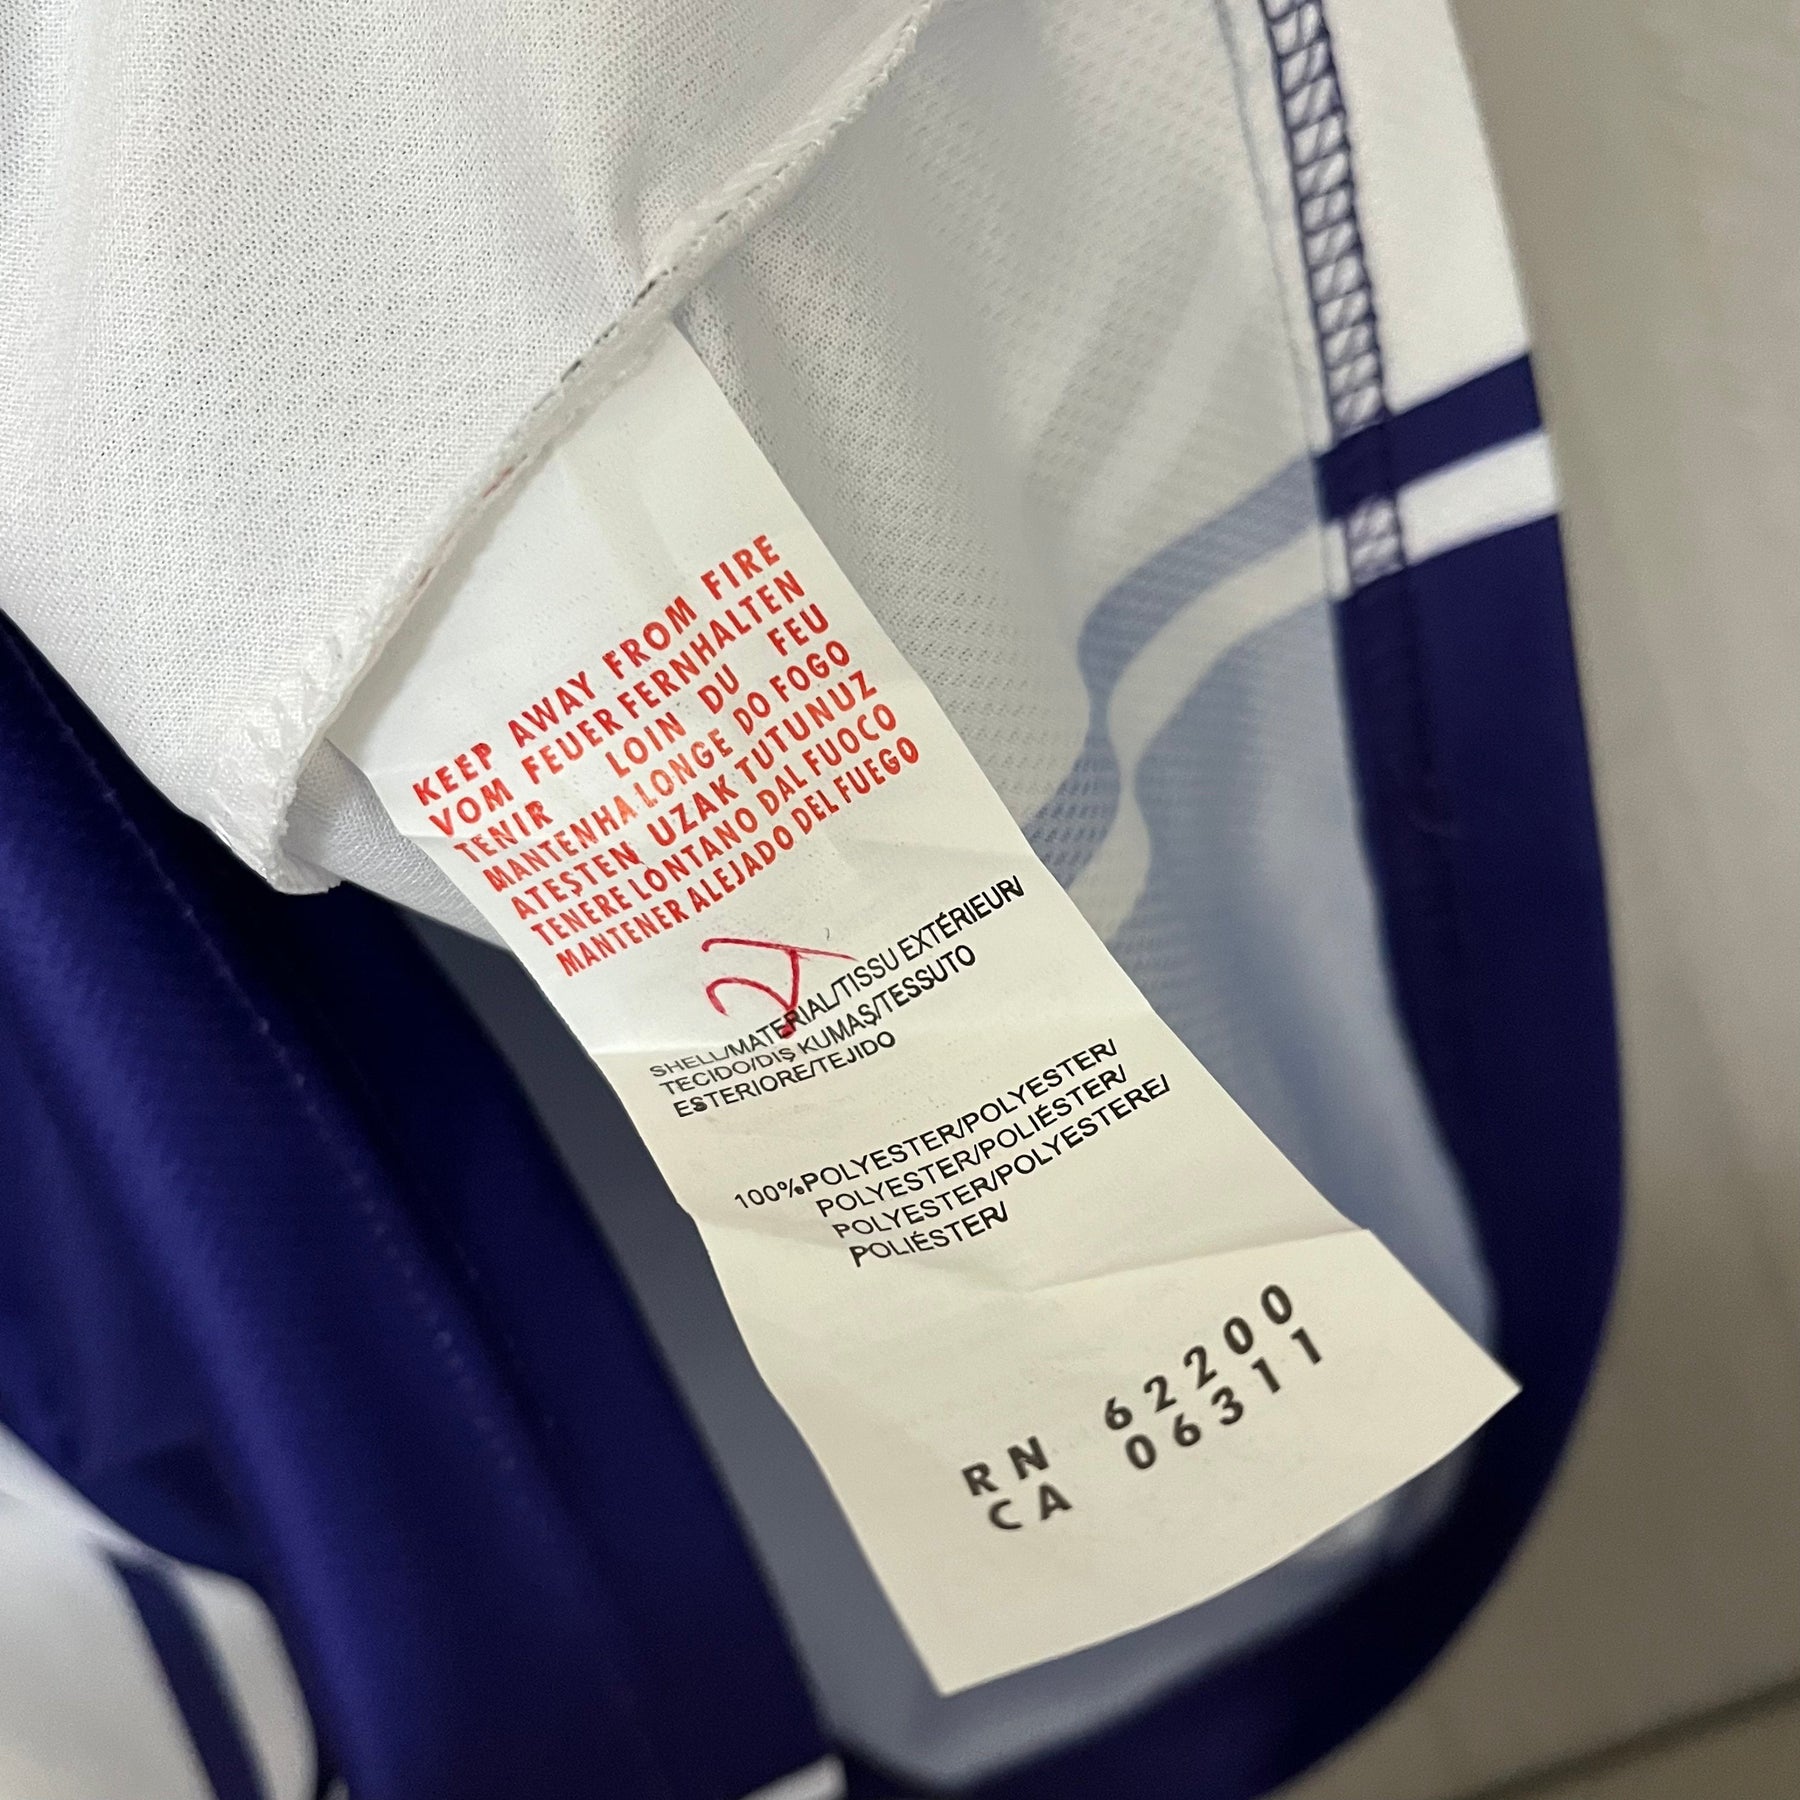 KEEP AWAY FROM FIRE
VOM FEUER FERNHALTEN
TENIR LOIN DU FEU
MANTENHA LONGE DO FOGO
ATEŞTEN UZAK TUTUNUZ
TENERE LONTANO DAL FUOCO
MANTENER ALEJADO DEL FUEGO
SHELL/MATERIAL/TISSU EXTÉRIEUR/
TECIDO/DIŞ KUMAŞ/TESSUTO
ESTERIORE/TEJIDO
100%POLYESTER/POLYESTER/
POLYESTER/POLIÉSTER/
POLYESTER/POLYESTERE/
POLIÉSTER/
RN 62200
CA 06311